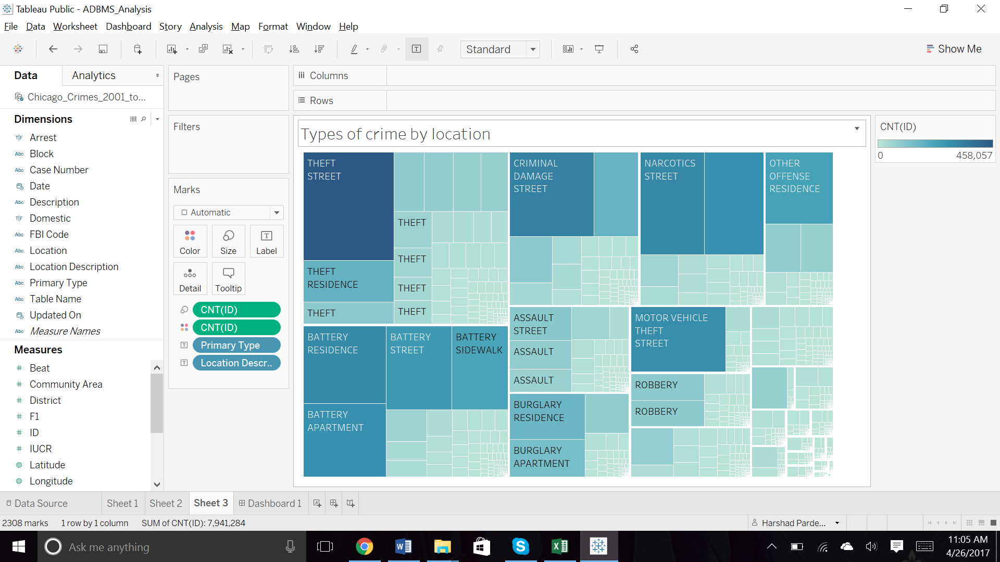 Tableau Public - ADBMS_Analysis
File Data Worksheet Dashboard Story Analysis Map Format Window Help
Standard
Show Me
Data Analytics
Chicago_Crimes_2001_to...
Dimensions
Arrest
Block
Case Number
Date
Description
Domestic
FBI Code
Location
Location Description
Primary Type
Table Name
Updated On
Measure Names
Measures
Beat
Community Area
District
F1
ID
IUCR
Latitude
Longitude
Pages
Filters
Marks
Automatic
Color Size Label
Detail Tooltip
CNT(ID)
CNT(ID)
Primary Type
Location Descr..
Columns
Rows
Types of crime by location
THEFT
STREET
THEFT
RESIDENCE
THEFT
THEFT
THEFT
THEFT
THEFT
BATTERY
RESIDENCE
BATTERY
STREET
BATTERY
SIDEWALK
BATTERY
APARTMENT
CRIMINAL
DAMAGE
STREET
NARCOTICS
STREET
OTHER
OFFENSE
RESIDENCE
ASSAULT
STREET
ASSAULT
ASSAULT
BURGLARY
RESIDENCE
BURGLARY
APARTMENT
MOTOR VEHICLE
THEFT
STREET
ROBBERY
ROBBERY
CNT(ID)
0 458,057
Data Source Sheet 1 Sheet 2 Sheet 3 Dashboard 1
2308 marks 1 row by 1 column SUM of CNT(ID): 7,941,284
Harshad Parde...
Ask me anything
11:05 AM
4/26/2017